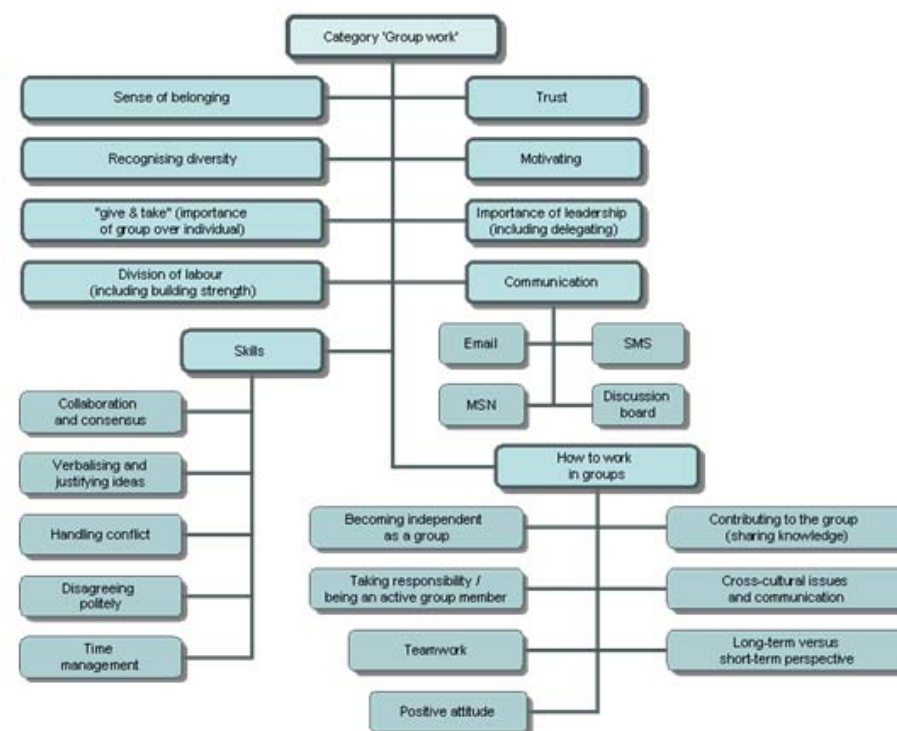 Category 'Group work'
Sense of belonging
Trust
Recognising diversity
Motivating
"give & take" (importance
of group over individual)
Importance of leadership
(including delegating)
Division of labour
(including building strength)
Communication
Skills
Email
SMS
MSN
Discussion
board
Collaboration
and consensus
Verbalising and
justifying ideas
Handling conflict
Disagreeing
politely
Time
management
How to work
in groups
Becoming independent
as a group
Contributing to the group
(sharing knowledge)
Taking responsibility /
being an active group member
Cross-cultural issues
and communication
Teamwork
Long-term versus
short-term perspective
Positive attitude